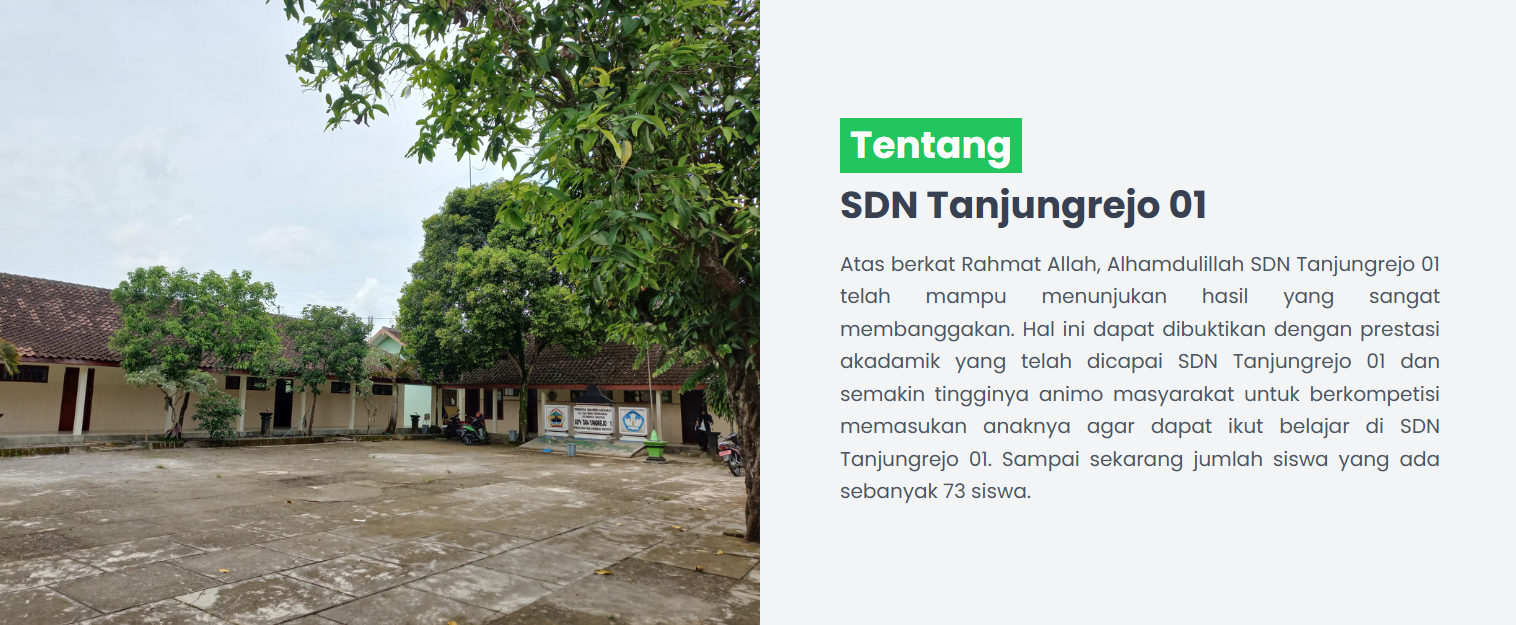 Tentang
SDN Tanjungrejo 01
Atas berkat Rahmat Allah, Alhamdulillah SDN Tanjungrejo 01
telah mampu menunjukan hasil yang sangat
membanggakan. Hal ini dapat dibuktikan dengan prestasi
akadamik yang telah dicapai SDN Tanjungrejo 01 dan
semakin tingginya animo masyarakat untuk berkompetisi
memasukan anaknya agar dapat ikut belajar di SDN
Tanjungrejo 01. Sampai sekarang jumlah siswa yang ada
sebanyak 73 siswa.